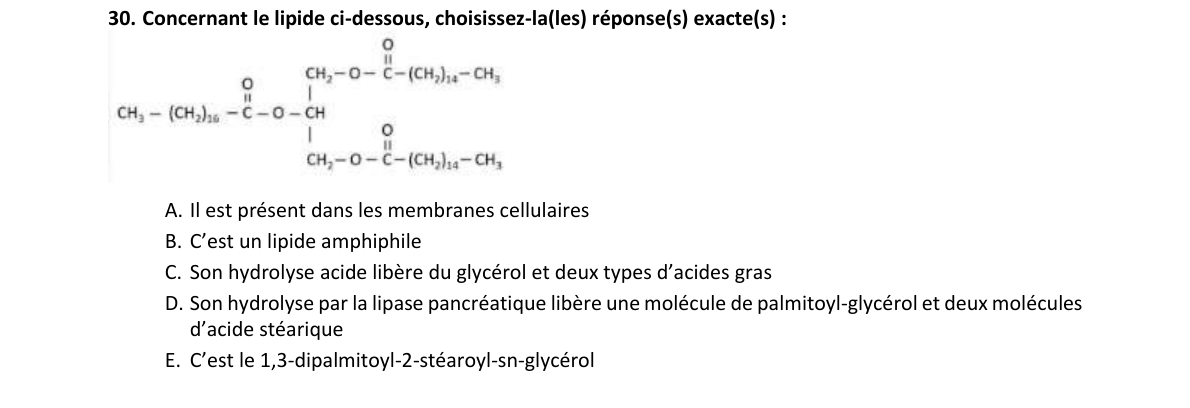 30. Concernant le lipide ci-dessous, choisissez-la(les) réponse(s) exacte(s) :
O
CH₂–O– C–(CH₂)₁₄–CH₃
O
CH₃ – (CH₂)₁₆ –C–O–CH
O
CH₂–O–C–(CH₂)₁₄–CH₃
A. Il est présent dans les membranes cellulaires
B. C’est un lipide amphiphile
C. Son hydrolyse acide libère du glycérol et deux types d’acides gras
D. Son hydrolyse par la lipase pancréatique libère une molécule de palmitoyl-glycérol et deux molécules
d’acide stéarique
E. C’est le 1,3-dipalmitoyl-2-stéaroyl-sn-glycérol